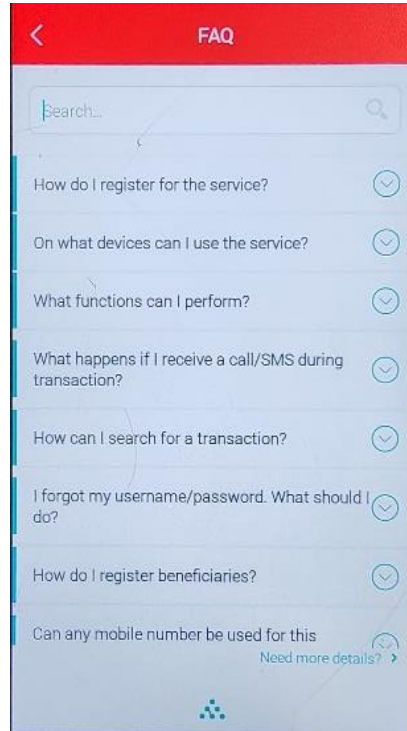 FAQ
Search...
How do I register for the service?
On what devices can I use the service?
What functions can I perform?
What happens if I receive a call/SMS during
transaction?
How can I search for a transaction?
I forgot my username/password. What should I
do?
How do I register beneficiaries?
Can any mobile number be used for this
Need more details?